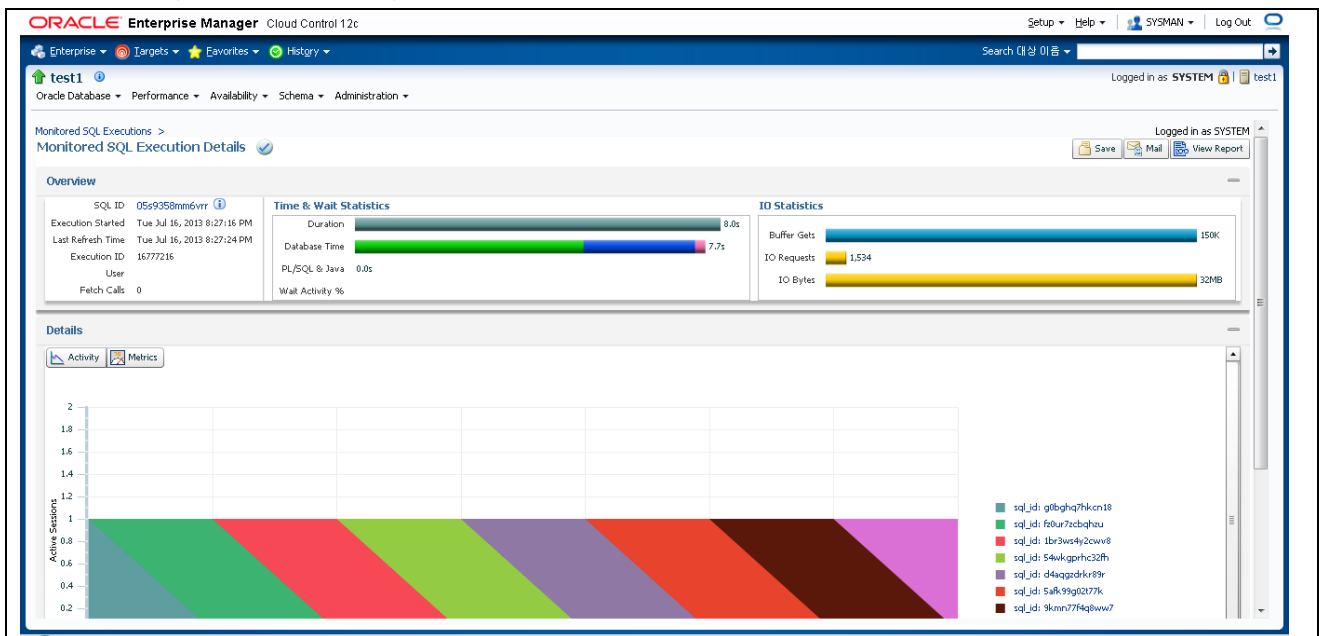 ORACLE Enterprise Manager Cloud Control 12c
Setup Help SYSMAN Log Out
Enterprise Targets Favorites History
Search 대상 이름
test1
Logged in as SYSTEM test1
Oracle Database Performance Availability Schema Administration
Monitored SQL Executions >
Logged in as SYSTEM
Monitored SQL Execution Details
Save Mail View Report
Overview
SQL ID 05s9358mm6vrr
Execution Started Tue Jul 16, 2013 8:27:16 PM
Last Refresh Time Tue Jul 16, 2013 8:27:24 PM
Execution ID 16777216
User
Fetch Calls 0
Time & Wait Statistics
Duration 8.0s
Database Time 7.7s
PL/SQL & Java 0.0s
Wait Activity %
IO Statistics
Buffer Gets 150K
IO Requests 1,534
IO Bytes 32MB
Details
Activity Metrics
Active Sessions
2
1.8
1.6
1.4
1.2
1
0.8
0.6
0.4
0.2
sql_id: g0bghq7hkcn18
sql_id: fz0ur7zcbqhzu
sql_id: 1br3ws4y2cwv8
sql_id: 54wkgprhc32fh
sql_id: d4aqgzdrkr89r
sql_id: 5afk99g02t77k
sql_id: 9kmn77f4q8ww7